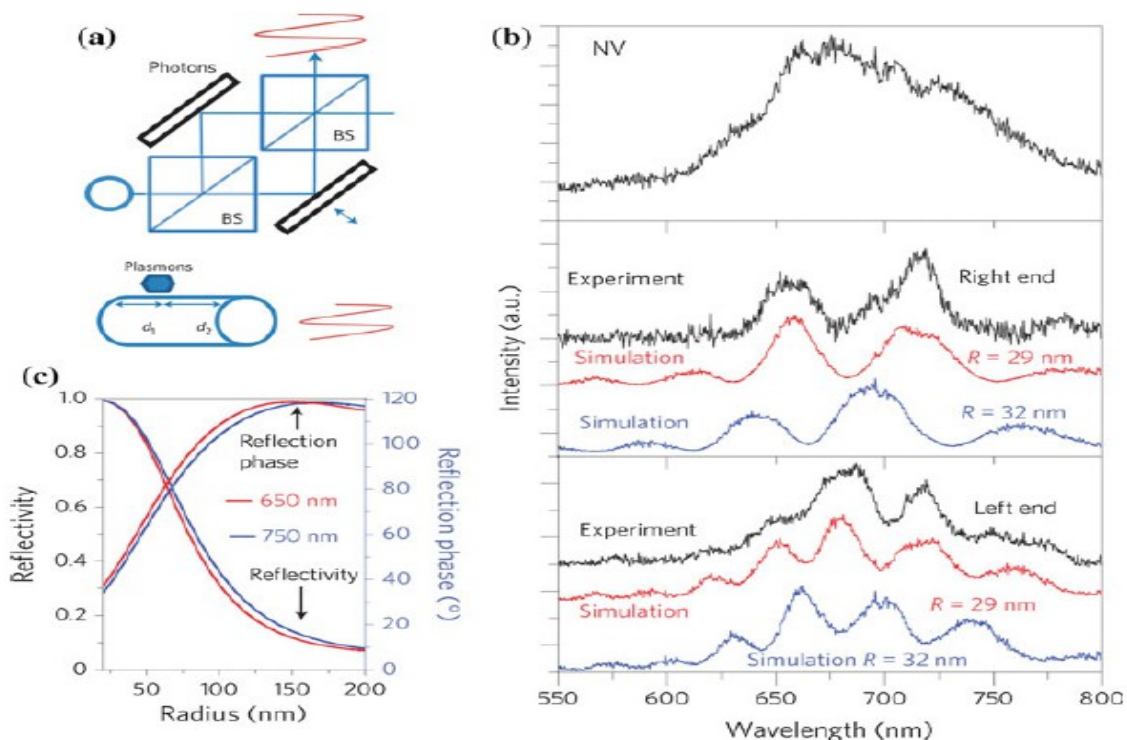 (a)
Photons
BS
BS
Plasmons
d₁
d₂
(b)
NV
Experiment
Right end
Simulation
R = 29 nm
Simulation
R = 32 nm
Experiment
Left end
Simulation
R = 29 nm
Simulation R = 32 nm
Intensity (a.u.)
550
600
650
700
750
800
Wavelength (nm)
(c)
1.0
0.8
0.6
0.4
0.2
0
Reflectivity
120
100
80
60
40
20
0
Reflection phase (°)
Reflection
phase
650 nm
750 nm
Reflectivity
50
100
150
200
Radius (nm)